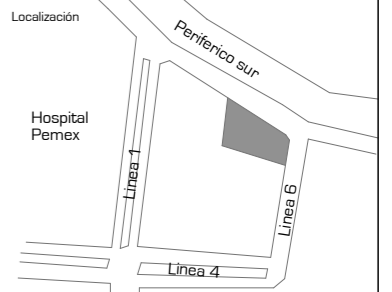 Localización
Periferico sur
Hospital
Pemex
Linea 1
Linea 6
Linea 4